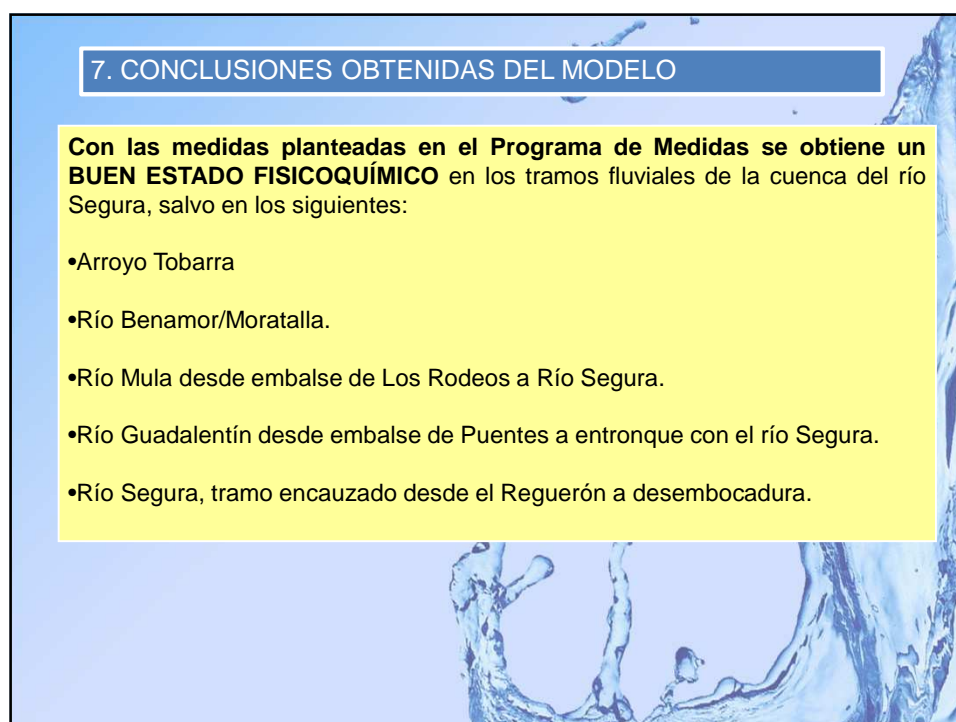 7. CONCLUSIONES OBTENIDAS DEL MODELO
Con las medidas planteadas en el Programa de Medidas se obtiene un
BUEN ESTADO FISICOQUÍMICO en los tramos fluviales de la cuenca del río
Segura, salvo en los siguientes:
•Arroyo Tobarra
•Río Benamor/Moratalla.
•Río Mula desde embalse de Los Rodeos a Río Segura.
•Río Guadalentín desde embalse de Puentes a entronque con el río Segura.
•Río Segura, tramo encauzado desde el Reguerón a desembocadura.